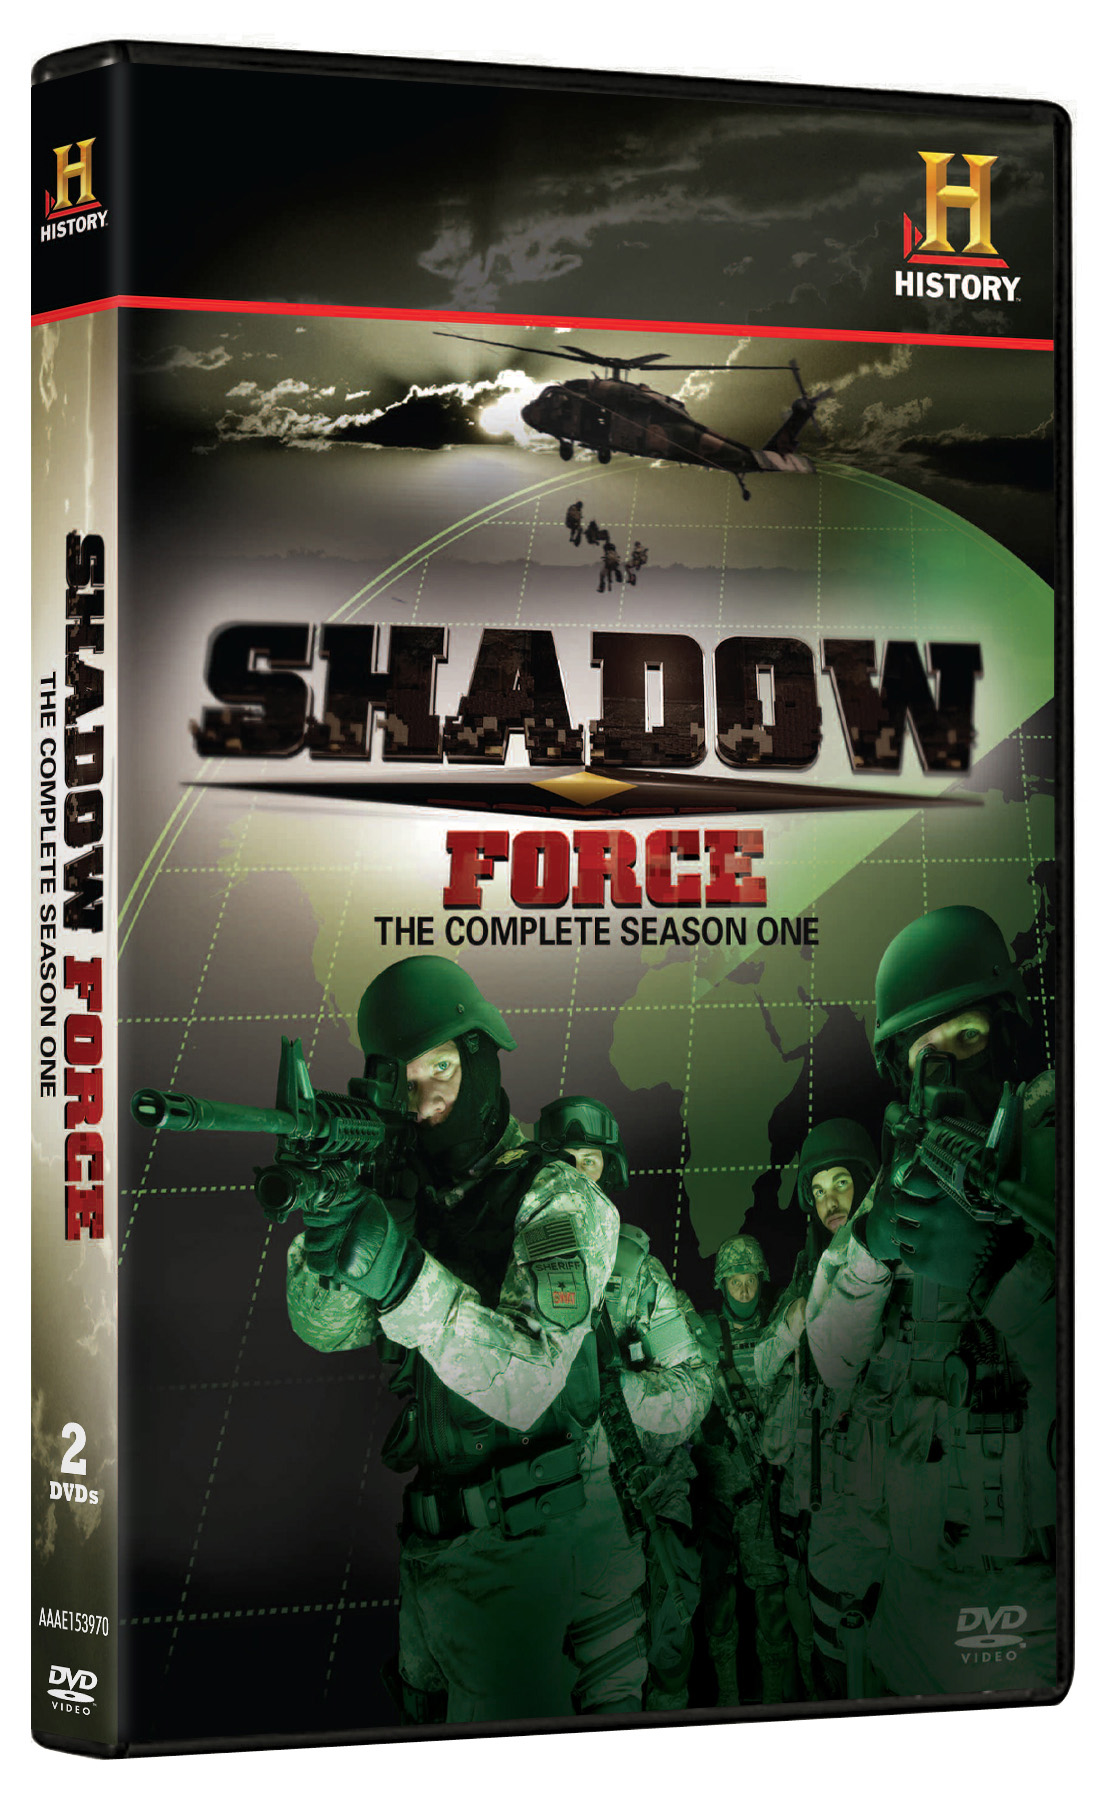 H
HISTORY
SHADOW FORCE
THE COMPLETE SEASON ONE
2
DVDs
AAAE153970
DVD
VIDEO
H
HISTORY
SHADOW
FORCE
THE COMPLETE SEASON ONE
SHERIFF
DVD
VIDEO